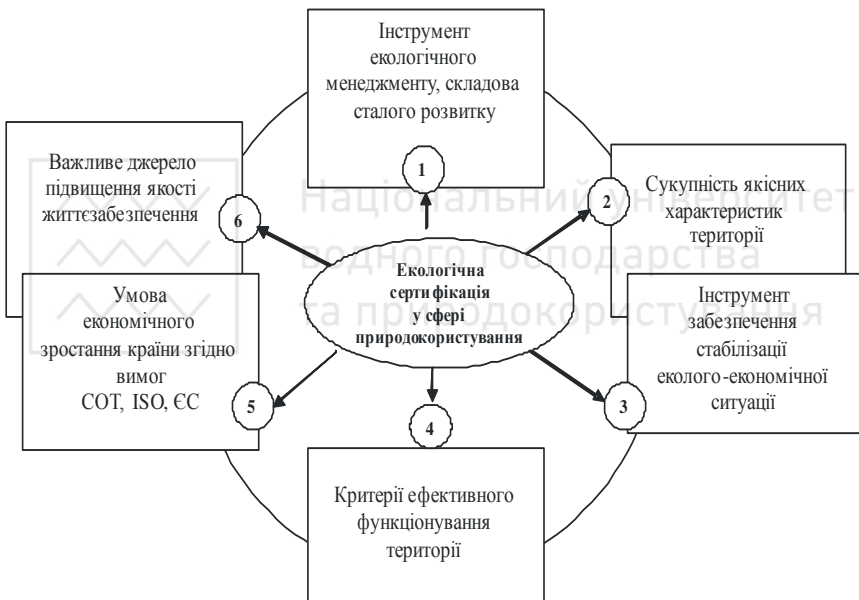 Інструмент
екологічного
менеджменту, складова
сталого розвитку
1
Сукупність якісних
характеристик
території
2
Інструмент
забезпечення
стабілізації
еколого-економічної
ситуації
3
Критерії ефективного
функціонування
території
4
Умова
економічного
зростання країни згідно
вимог
СОТ, ISO, ЄС
5
Важливе джерело
підвищення якості
життєзабезпечення
6
Екологічна
сертифікація
у сфері
природокористування
Національний університет
водного господарства
та природокористування